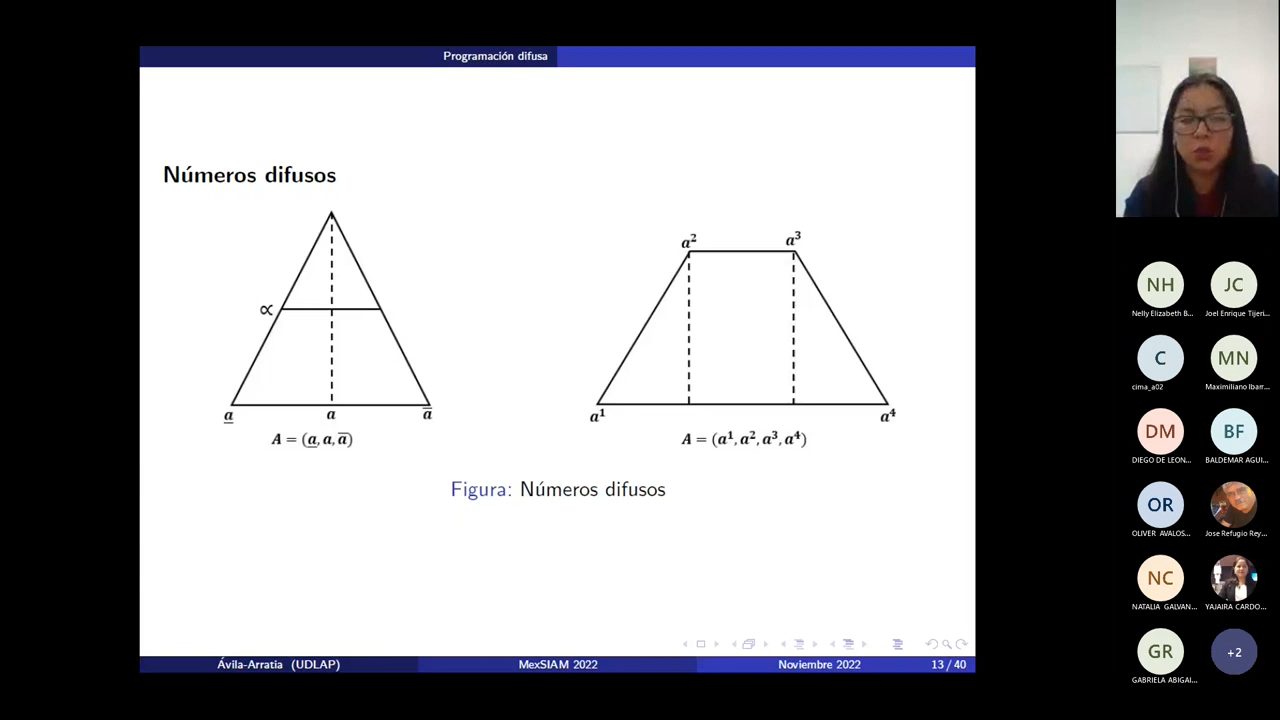 Programación difusa
Números difusos
∝
a̲ a a̅
A = (a̲, a, a̅)
a² a³
a¹ a⁴
A = (a¹, a², a³, a⁴)
Figura: Números difusos
Ávila-Arratia (UDLAP) MexSIAM 2022 Noviembre 2022 13 / 40
NH JC
Nelly Elizabeth B... Joel Enrique Tijeri...
C MN
cima_a02 Maximiliano Ibarr...
DM BF
DIEGO DE LEON... BALDEMAR AGUI...
OR
OLIVER AVALOS... Jose Refugio Rey...
NC
NATALIA GALVAN... YAJAIRA CARDO...
GR +2
GABRIELA ABIGAI...